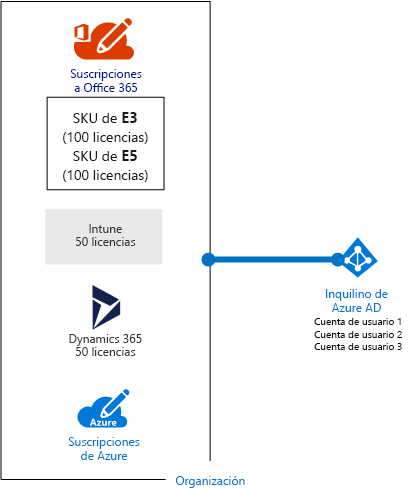 Suscripciones
a Office 365
SKU de E3
(100 licencias)
SKU de E5
(100 licencias)
Intune
50 licencias
Dynamics 365
50 licencias
Azure
Suscripciones
de Azure
Organización
Inquilino de
Azure AD
Cuenta de usuario 1
Cuenta de usuario 2
Cuenta de usuario 3